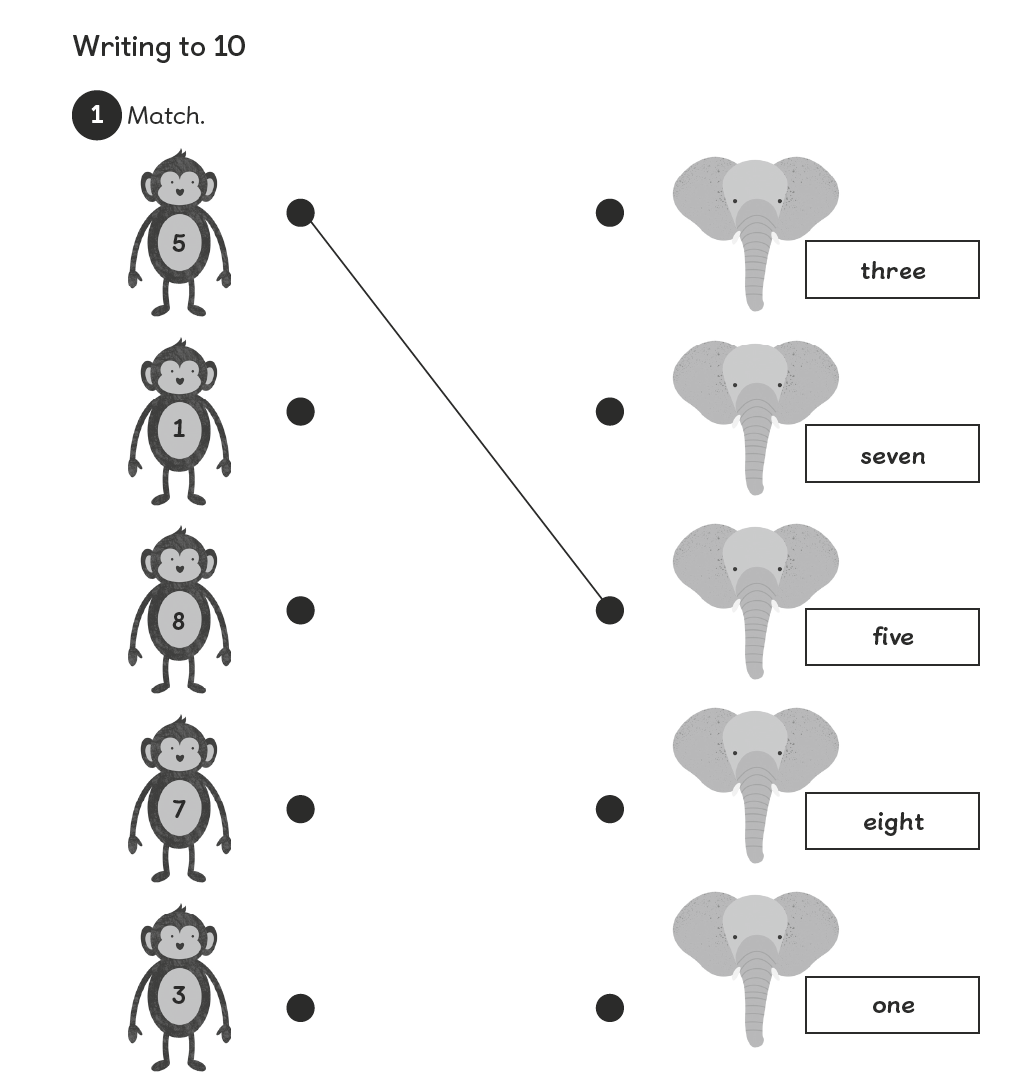 Writing to 10
1 Match.
5
three
1
seven
8
five
7
eight
3
one